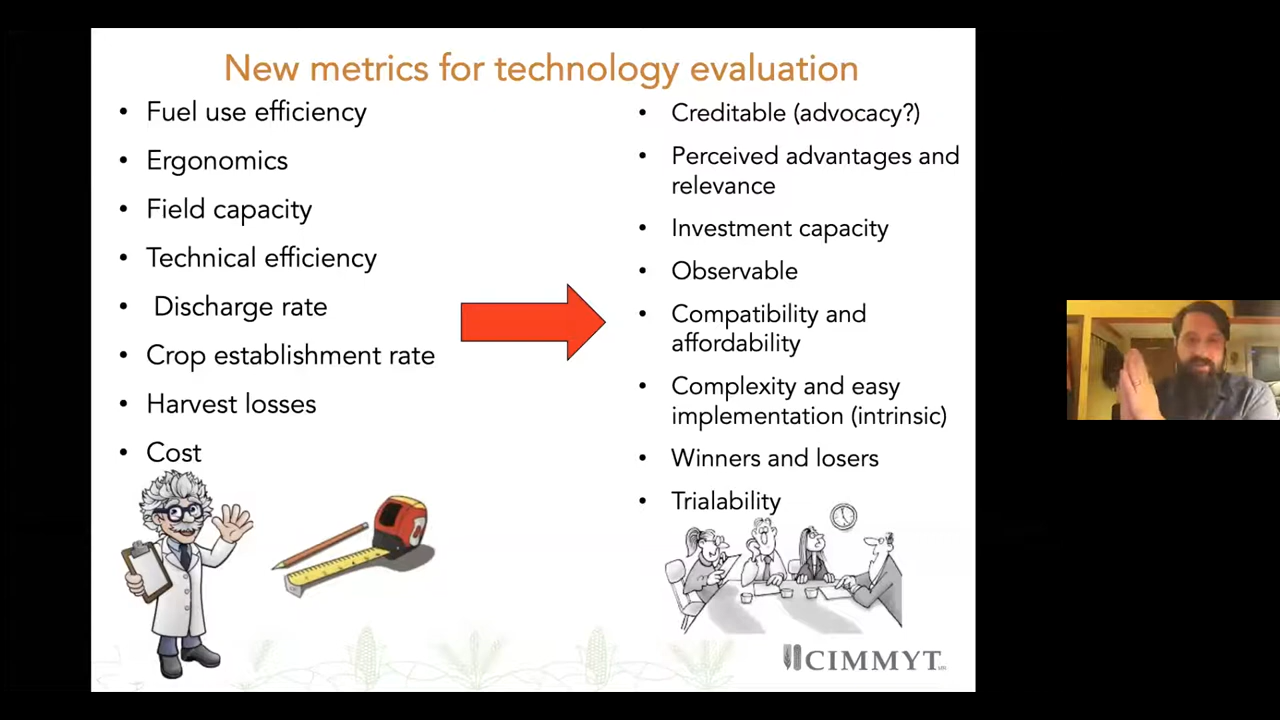 New metrics for technology evaluation
• Fuel use efficiency
• Ergonomics
• Field capacity
• Technical efficiency
• Discharge rate
• Crop establishment rate
• Harvest losses
• Cost
• Creditable (advocacy?)
• Perceived advantages and
relevance
• Investment capacity
• Observable
• Compatibility and
affordability
• Complexity and easy
implementation (intrinsic)
• Winners and losers
• Trialability
CIMMYT